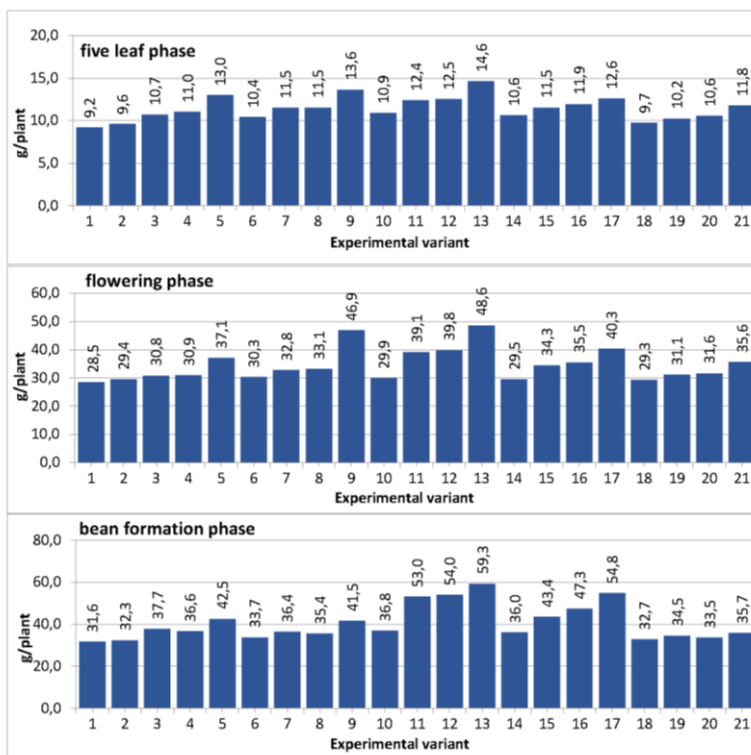 five leaf phase
20,0
15,0
10,0
5,0
0,0
g/plant
9,2 9,6 10,7 11,0 13,0 10,4 11,5 11,5 13,6 10,9 12,4 12,5 14,6 10,6 11,5 11,9 12,6 9,7 10,2 10,6 11,8
1 2 3 4 5 6 7 8 9 10 11 12 13 14 15 16 17 18 19 20 21
Experimental variant
flowering phase
60,0
50,0
40,0
30,0
20,0
10,0
0,0
g/plant
28,5 29,4 30,8 30,9 37,1 30,3 32,8 33,1 46,9 29,9 39,1 39,8 48,6 29,5 34,3 35,5 40,3 29,3 31,1 31,6 35,6
1 2 3 4 5 6 7 8 9 10 11 12 13 14 15 16 17 18 19 20 21
Experimental variant
bean formation phase
80,0
60,0
40,0
20,0
0,0
g/plant
31,6 32,3 37,7 36,6 42,5 33,7 36,4 35,4 41,5 36,8 53,0 54,0 59,3 36,0 43,4 47,3 54,8 32,7 34,5 33,5 35,7
1 2 3 4 5 6 7 8 9 10 11 12 13 14 15 16 17 18 19 20 21
Experimental variant